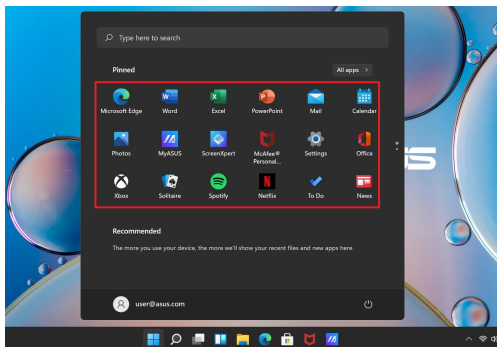 Type here to search
Pinned
All apps >
Microsoft Edge Word Excel PowerPoint Mail Calendar
Photos MyASUS ScreenXpert McAfee® Settings Office
Personal...
Xbox Solitaire Spotify Netflix To Do News
Recommended
The more you use your device, the more we'll show your recent files and new apps here.
user@asus.com